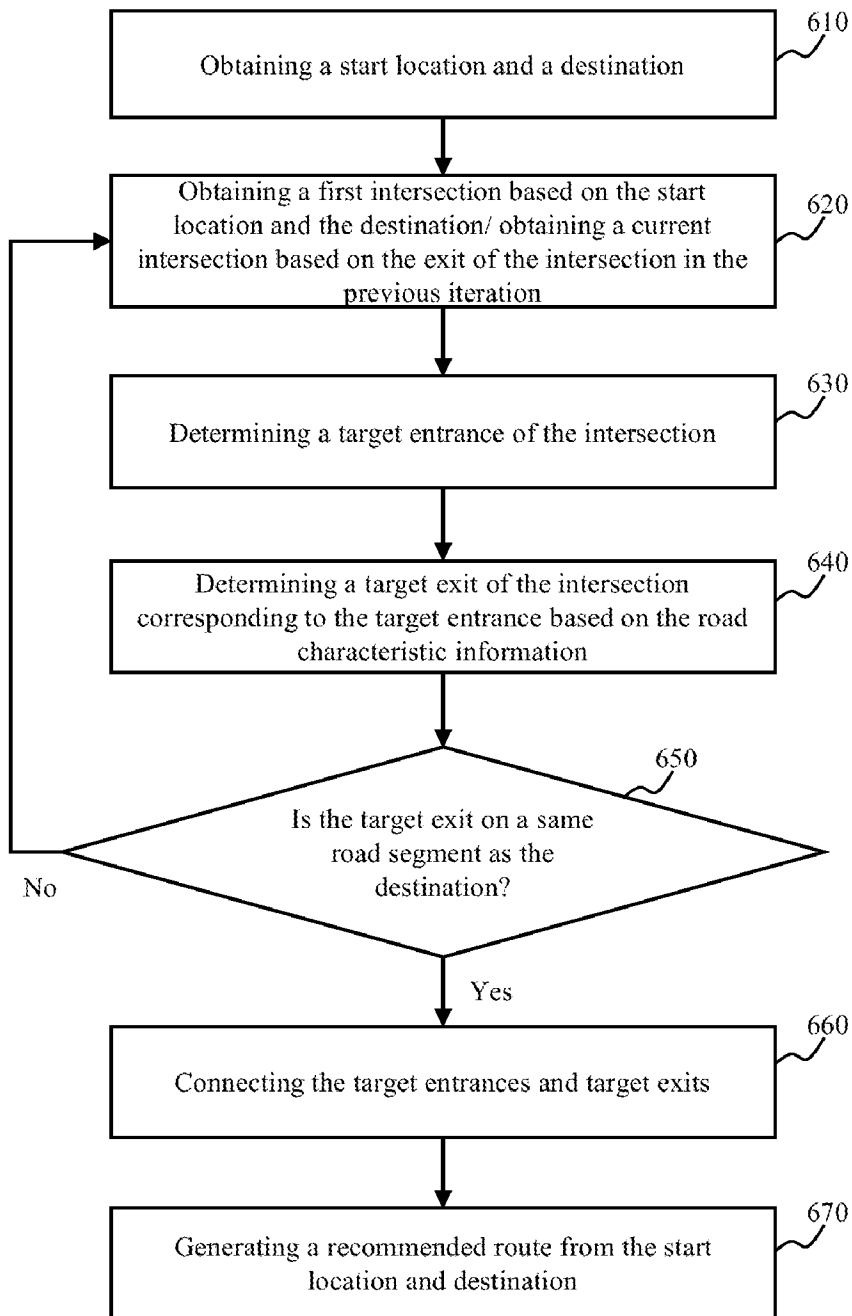 610
Obtaining a start location and a destination
620
Obtaining a first intersection based on the start
location and the destination/ obtaining a current
intersection based on the exit of the intersection in the
previous iteration
630
Determining a target entrance of the intersection
640
Determining a target exit of the intersection
corresponding to the target entrance based on the road
characteristic information
650
Is the target exit on a same
road segment as the
destination?
No
Yes
660
Connecting the target entrances and target exits
670
Generating a recommended route from the start
location and destination